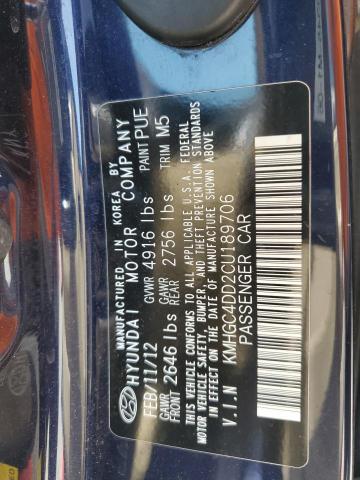 MANUFACTURED IN KOREA BY
HYUNDAI MOTOR COMPANY
FEB/11/12 GVWR 4916 lbs PAINT PUE
GAWR FRONT 2646 lbs GAWR REAR 2756 lbs TRIM M5
THIS VEHICLE CONFORMS TO ALL APPLICABLE U.S.A. FEDERAL
MOTOR VEHICLE SAFETY, BUMPER, AND THEFT PREVENTION STANDARDS
IN EFFECT ON THE DATE OF MANUFACTURE SHOWN ABOVE
V.I.N KMHGC4DD2CU189706
PASSENGER CAR